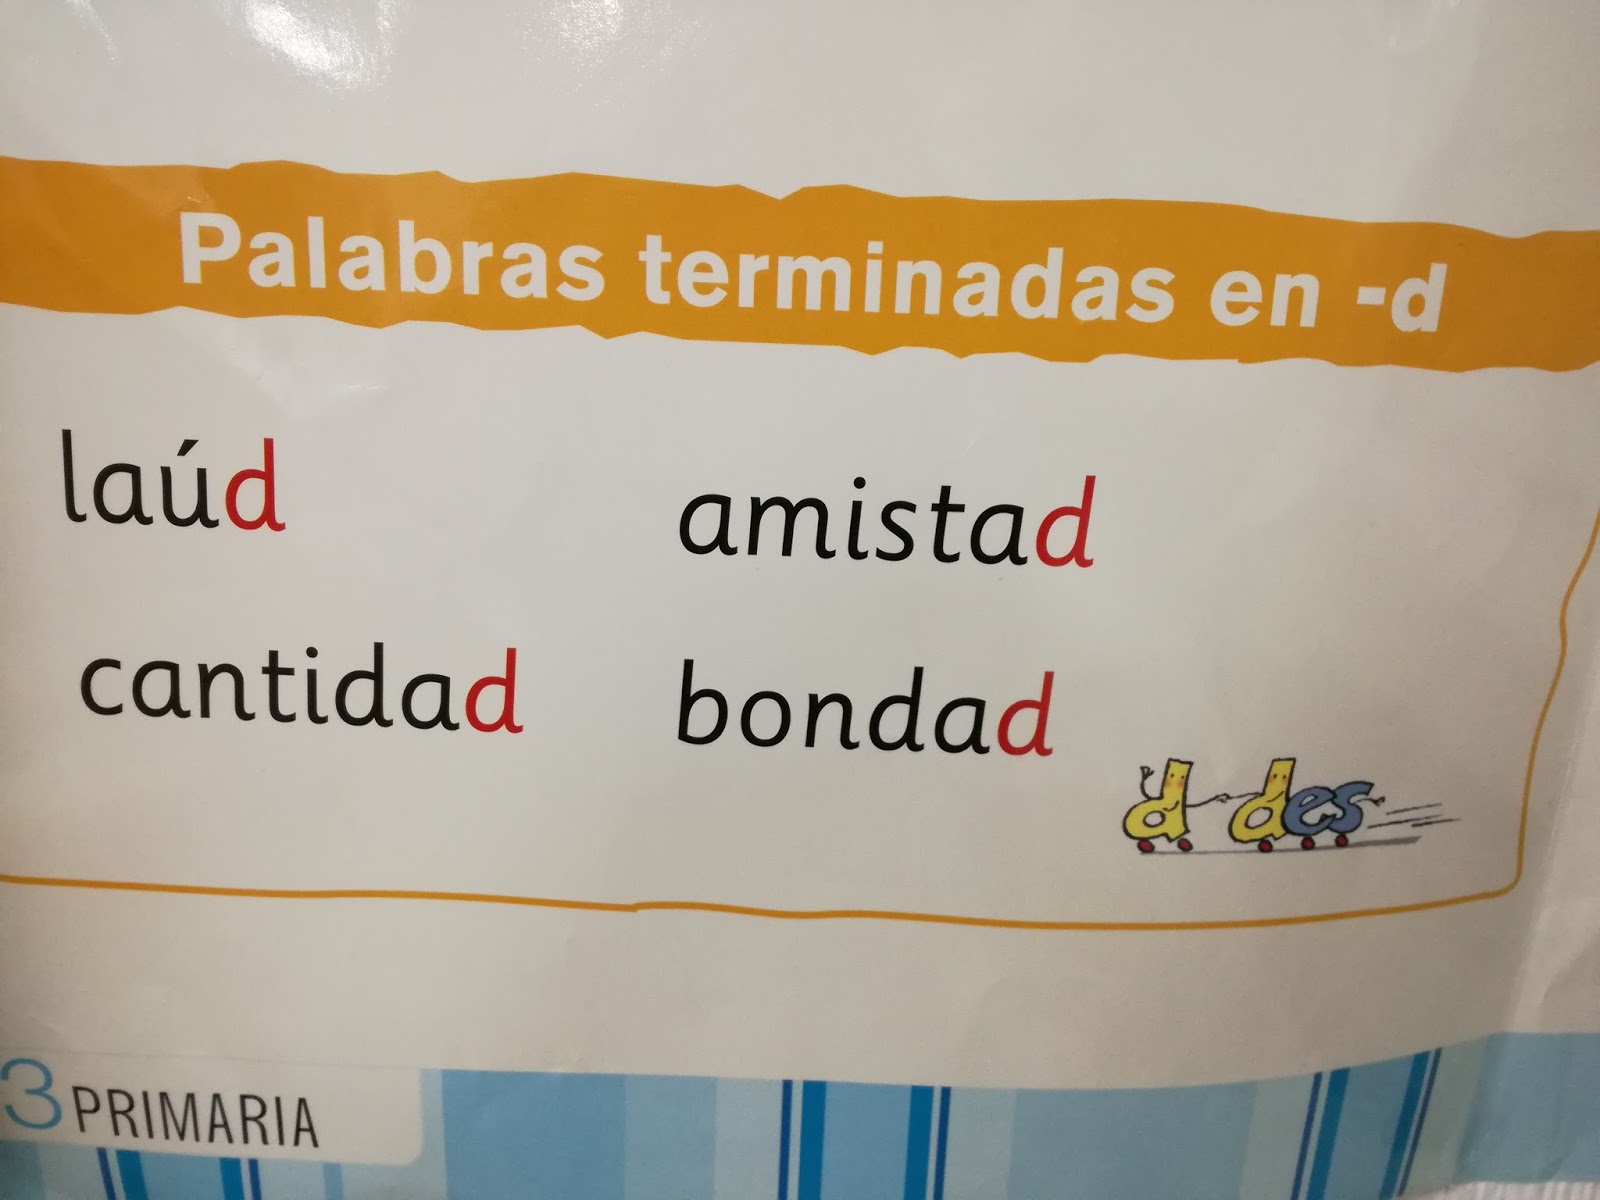 Palabras terminadas en -d
laúd amistad
cantidad bondad
d des
3 PRIMARIA